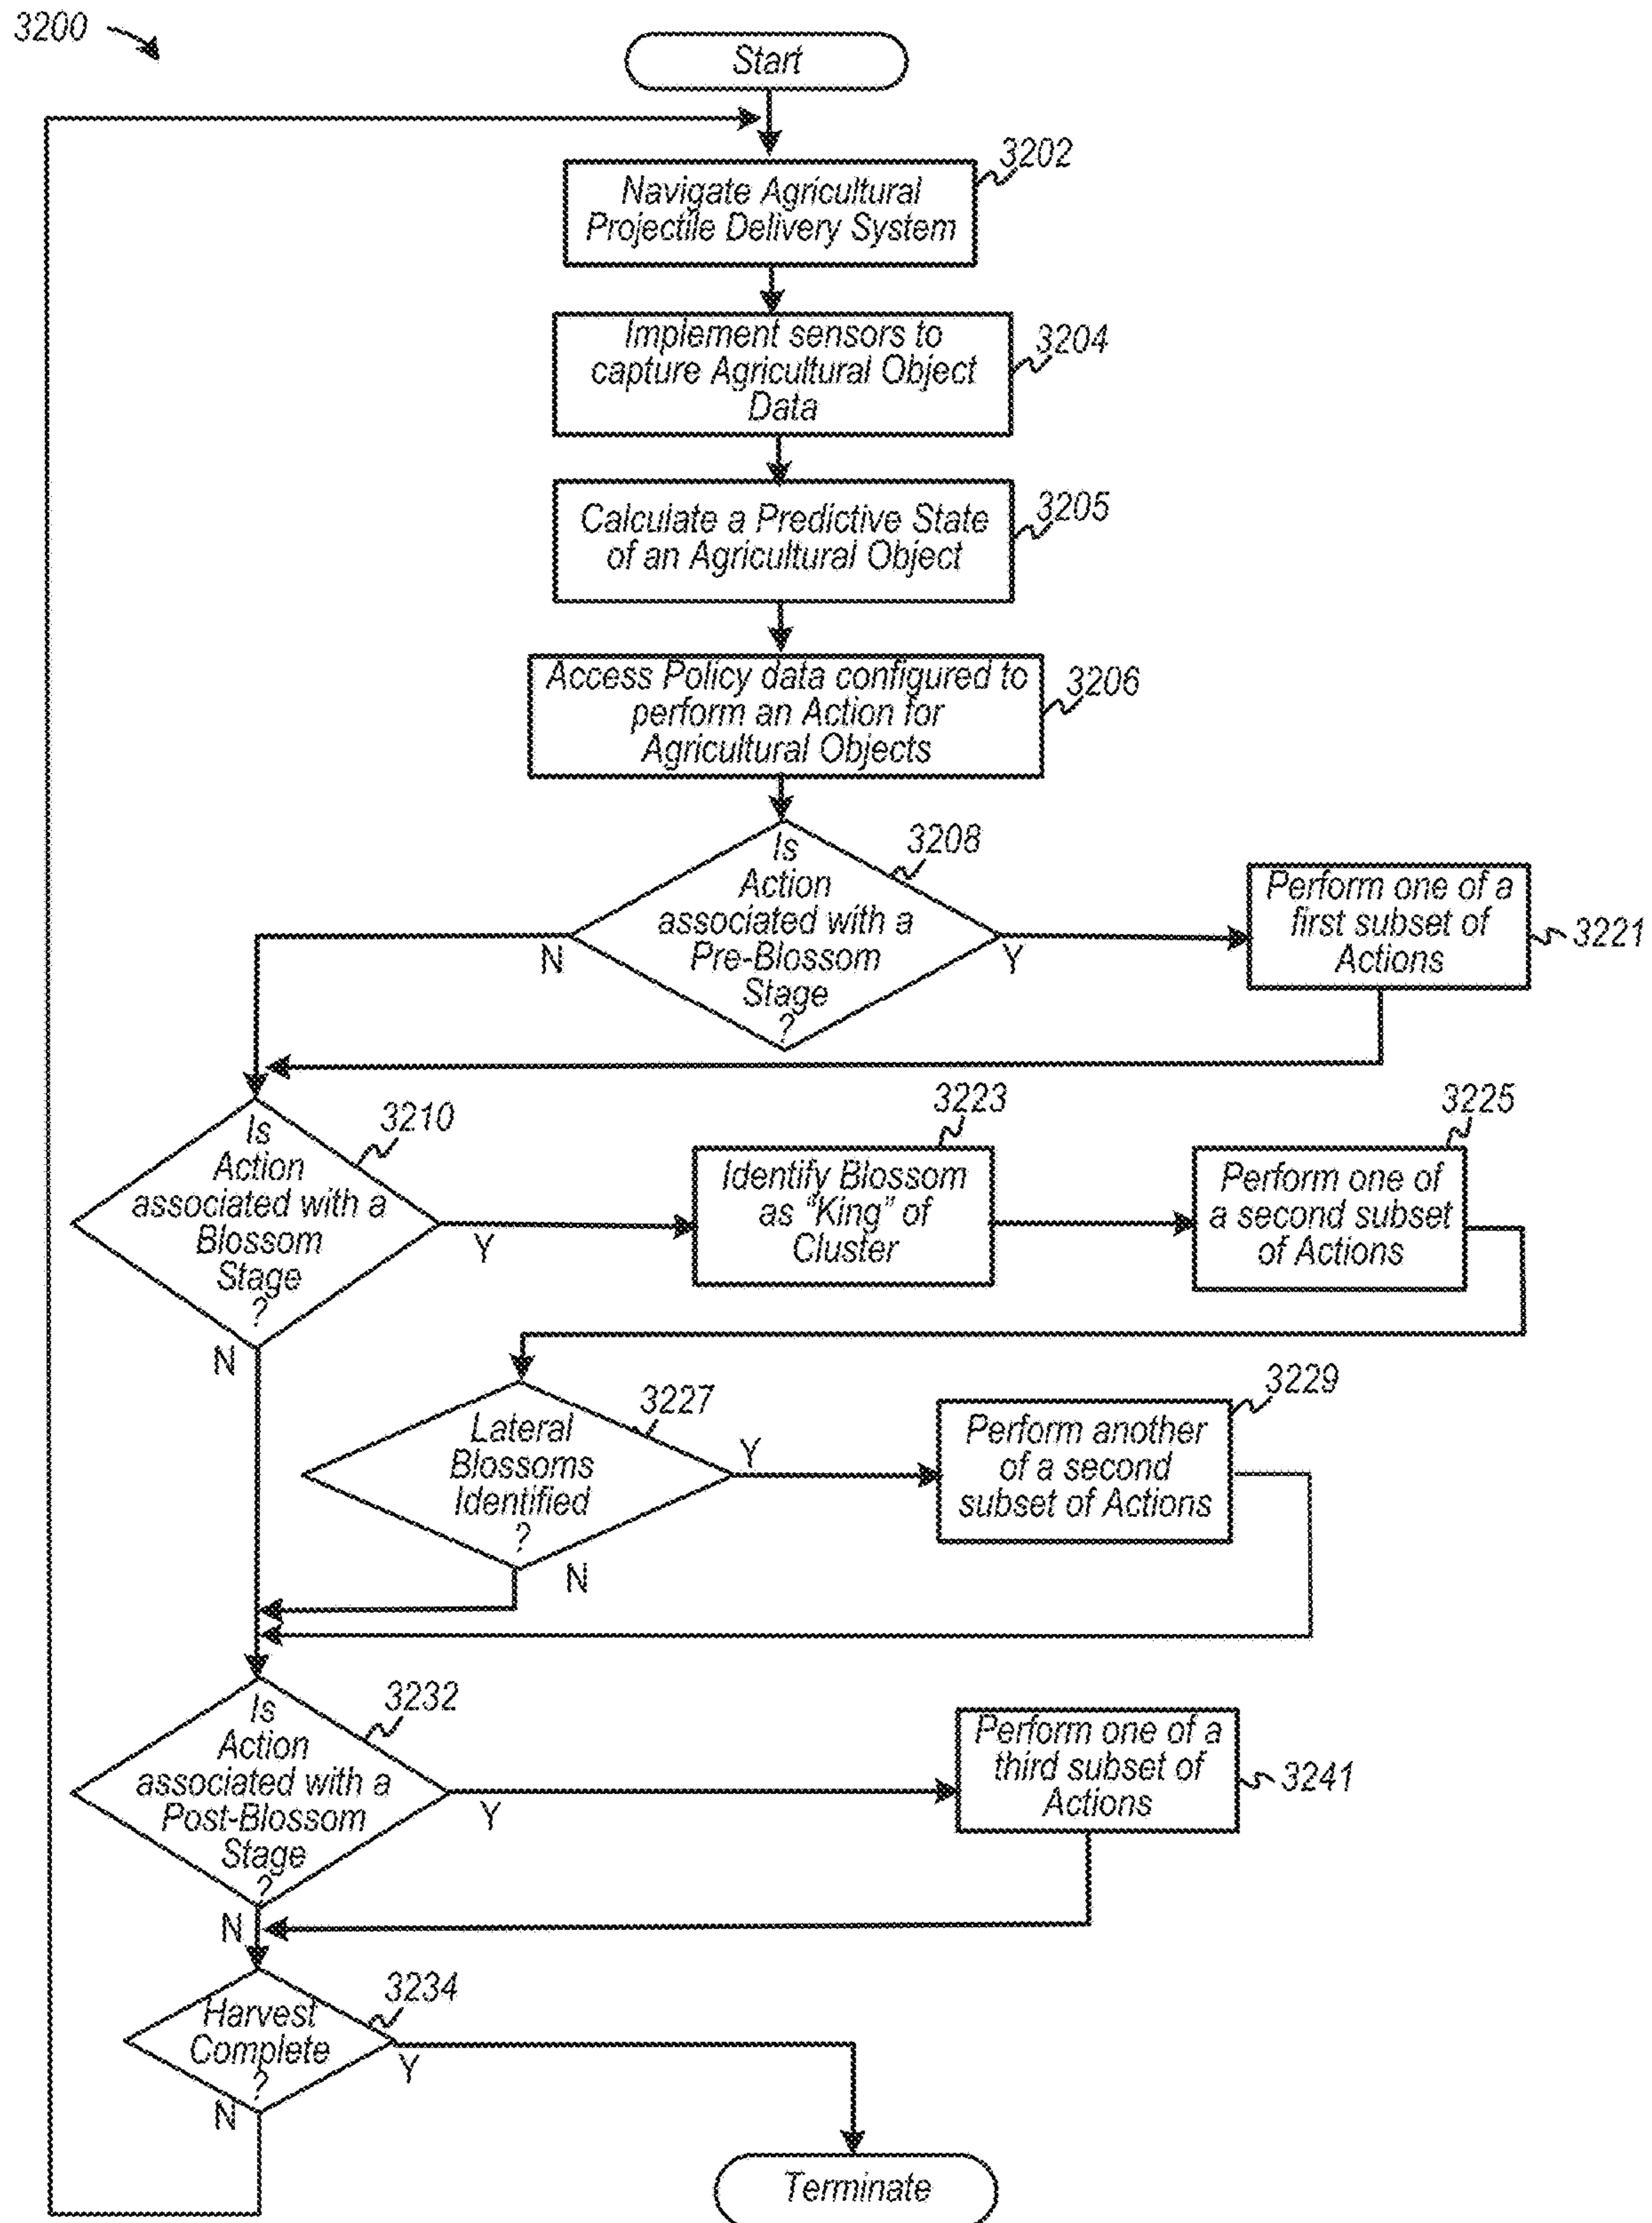 3200
Start
3202
Navigate Agricultural
Projectile Delivery System
3204
Implement sensors to
capture Agricultural Object
Data
3205
Calculate a Predictive State
of an Agricultural Object
3206
Access Policy data configured to
perform an Action for
Agricultural Objects
3208
Is
Action
associated with a
Pre-Blossom
Stage
?
N
Y
Perform one of a
first subset of
Actions
3221
3210
Is
Action
associated with a
Blossom
Stage
?
Y
N
3223
Identify Blossom
as “King” of
Cluster
3225
Perform one of
a second subset
of Actions
3227
Lateral
Blossoms
Identified
?
Y
N
3229
Perform another
of a second
subset of Actions
3232
Is
Action
associated with a
Post-Blossom
Stage
?
Y
N
Perform one of a
third subset of
Actions
3241
3234
Harvest
Complete
?
Y
N
Terminate